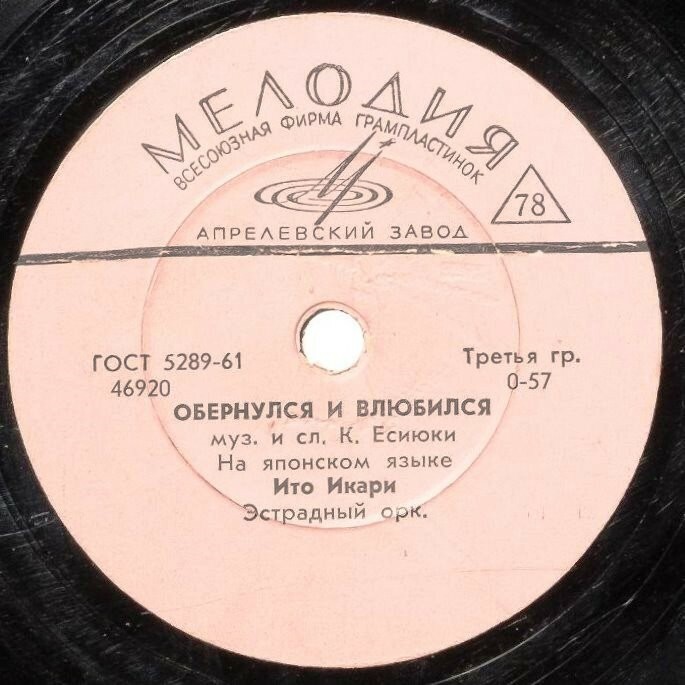 МЕЛОДИЯ
ВСЕСОЮЗНАЯ ФИРМА ГРАМПЛАСТИНОК
78
АПРЕЛЕВСКИЙ ЗАВОД
ГОСТ 5289-61
46920
Третья гр.
0-57
ОБЕРНУЛСЯ И ВЛЮБИЛСЯ
муз. и сл. К. Есиюки
На японском языке
Ито Икари
Эстрадный орк.